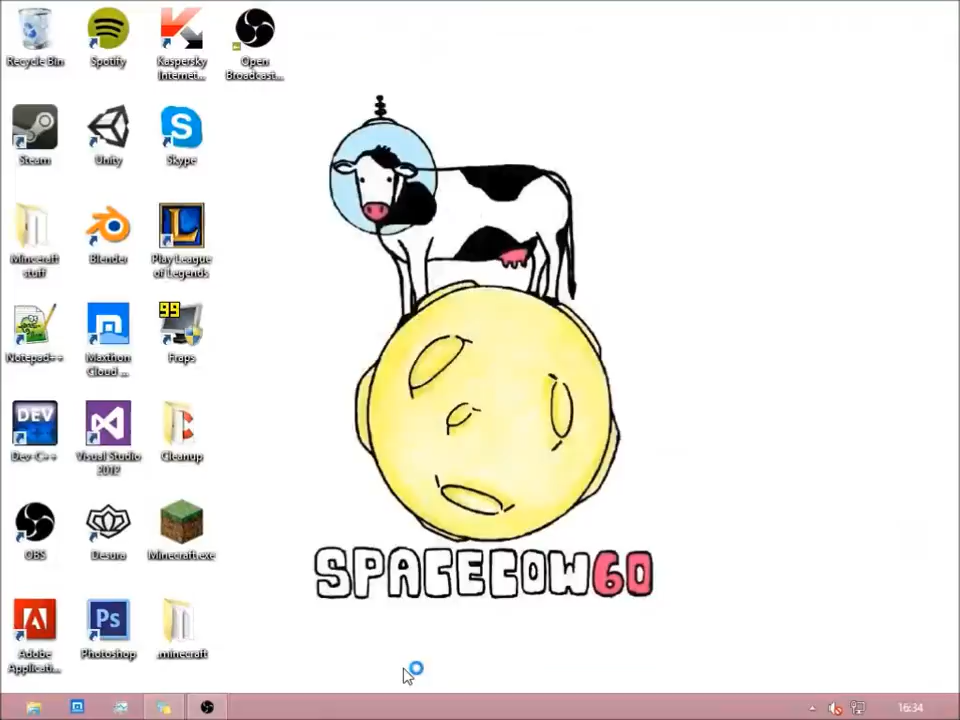 Recycle Bin
Spotify
Kaspersky
Internet...
Open
Broadcast...
Steam
Unity
Skype
Minecraft
stuff
Blender
Play League
of Legends
Notepad++
Maxthon
Cloud ...
99
Fraps
DEV
Dev-C++
Visual Studio
2012
Cleanup
OBS
Desura
Minecraft.exe
Adobe
Applicati...
Ps
Photoshop
.minecraft
SPACECOW60
16:34